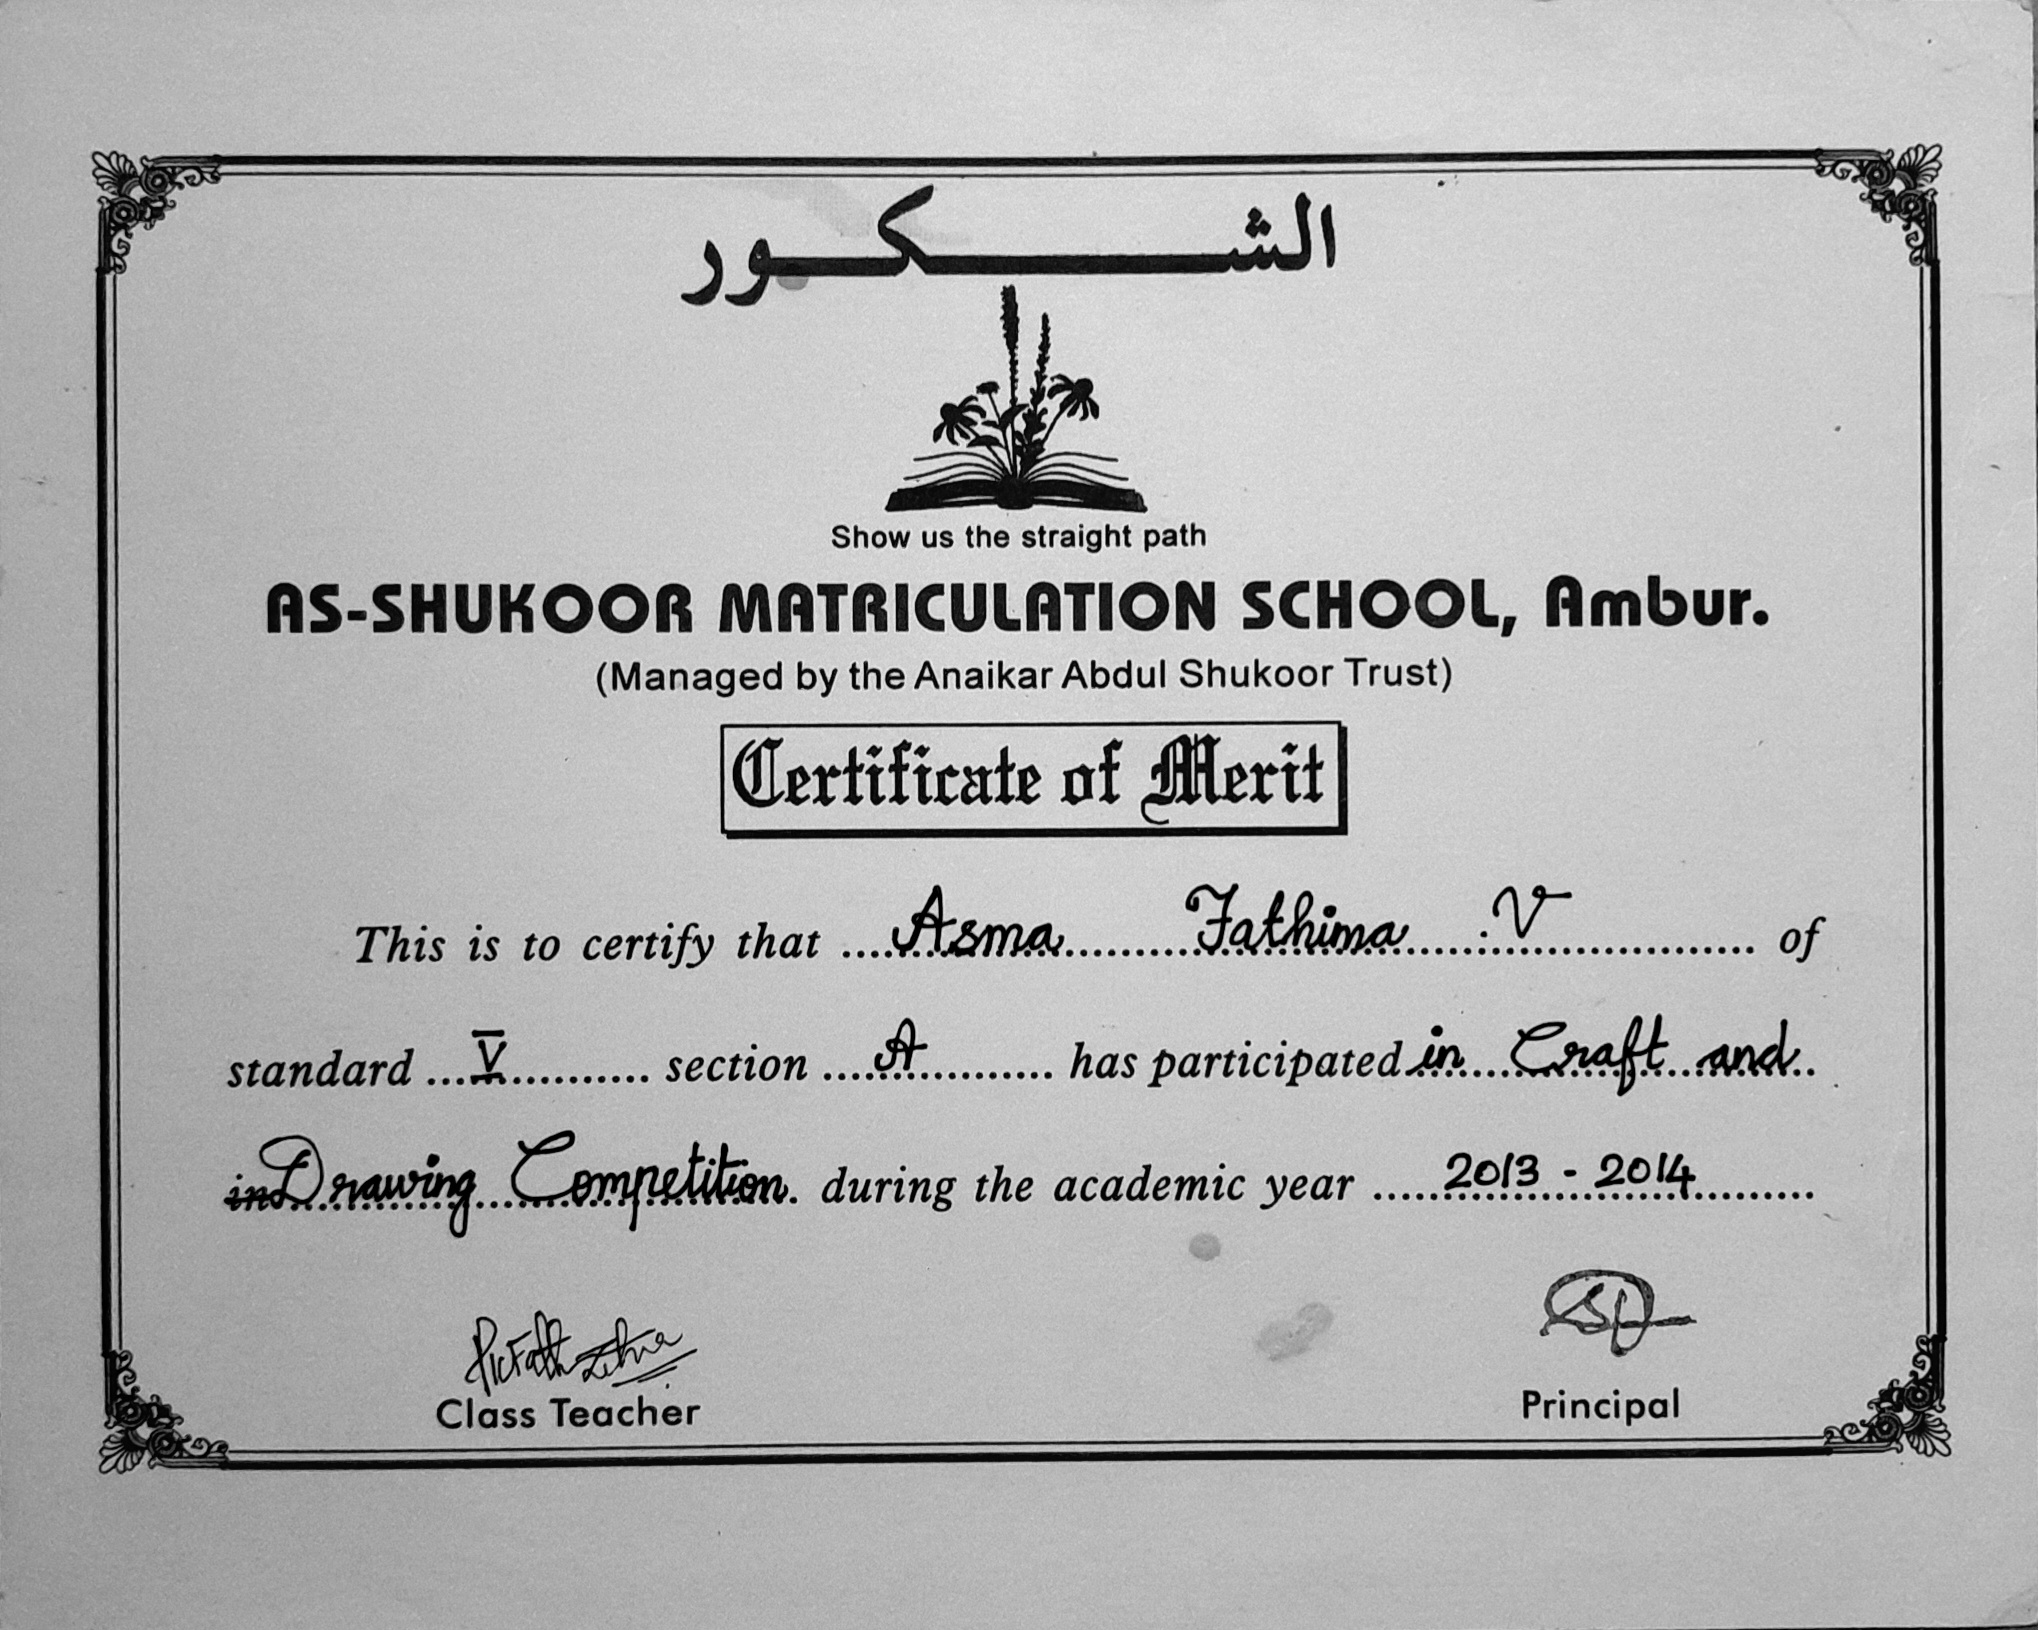 الشكور
Show us the straight path
AS-SHUKOOR MATRICULATION SCHOOL, Ambur.
(Managed by the Anaikar Abdul Shukoor Trust)
Certificate of Merit
This is to certify that ....Asma Fathima . V.... of
standard ....V.... section ....A.... has participated in Craft and
in Drawing Competition. during the academic year ....2013 - 2014....
Class Teacher
Principal